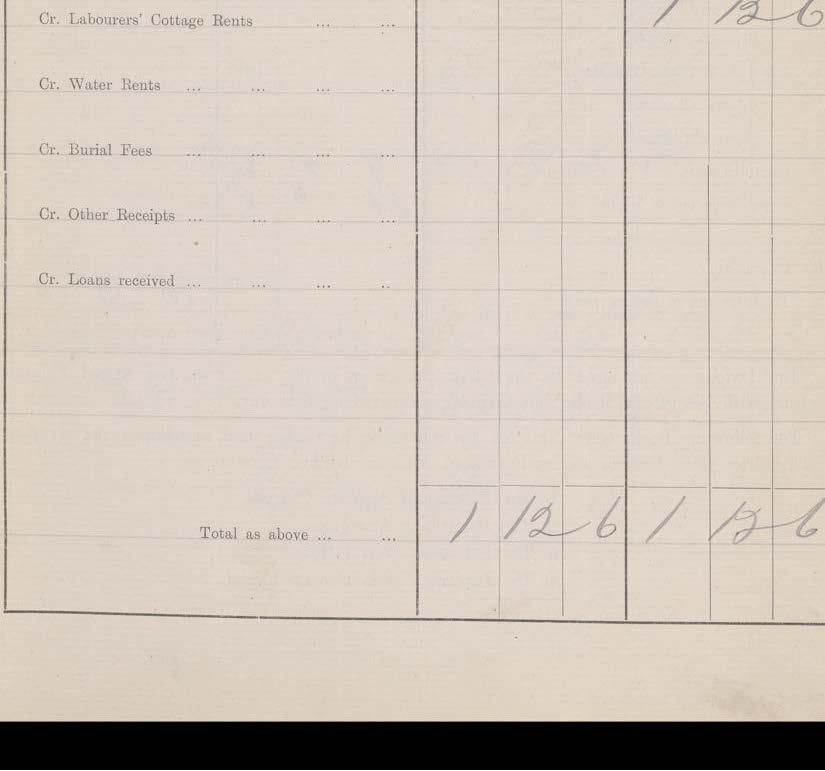 Cr. Labourers' Cottage Rents ... ... 1 12 6
Cr. Water Rents ... ... ... ...
Cr. Burial Fees ... ... ... ...
Cr. Other Receipts ... ... ... ...
Cr. Loans received ... ... ... ..
Total as above ... ... 1 12 6 1 12 6